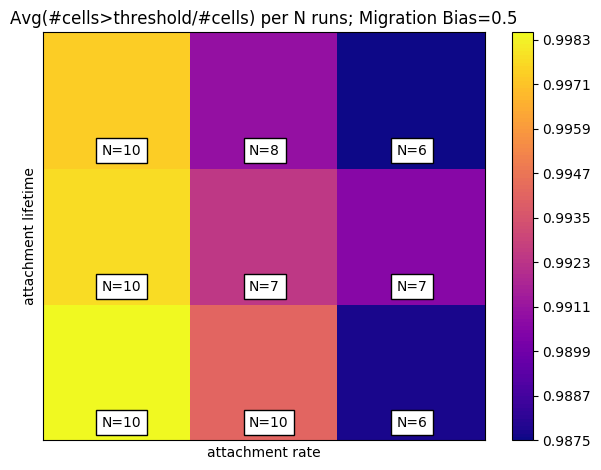 Avg(#cells>threshold/#cells) per N runs; Migration Bias=0.5
attachment lifetime
N=10
N=8
N=6
N=10
N=7
N=7
N=10
N=10
N=6
attachment rate
0.9983
0.9971
0.9959
0.9947
0.9935
0.9923
0.9911
0.9899
0.9887
0.9875